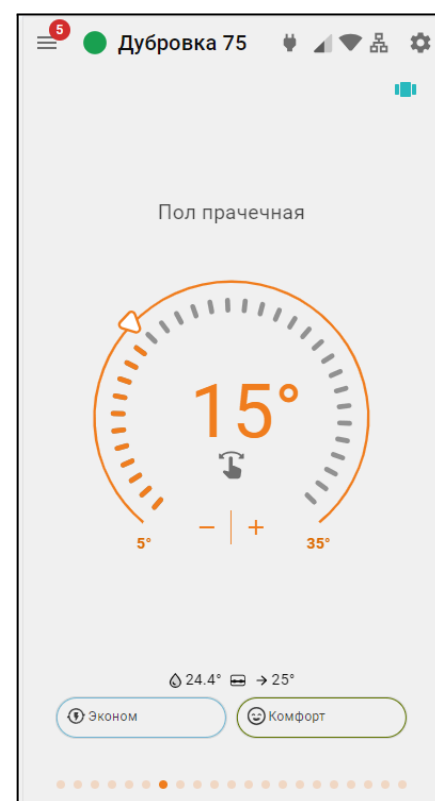 5
Дубровка 75
Пол прачечная
15°
− +
5° 35°
24.4° → 25°
Эконом Комфорт